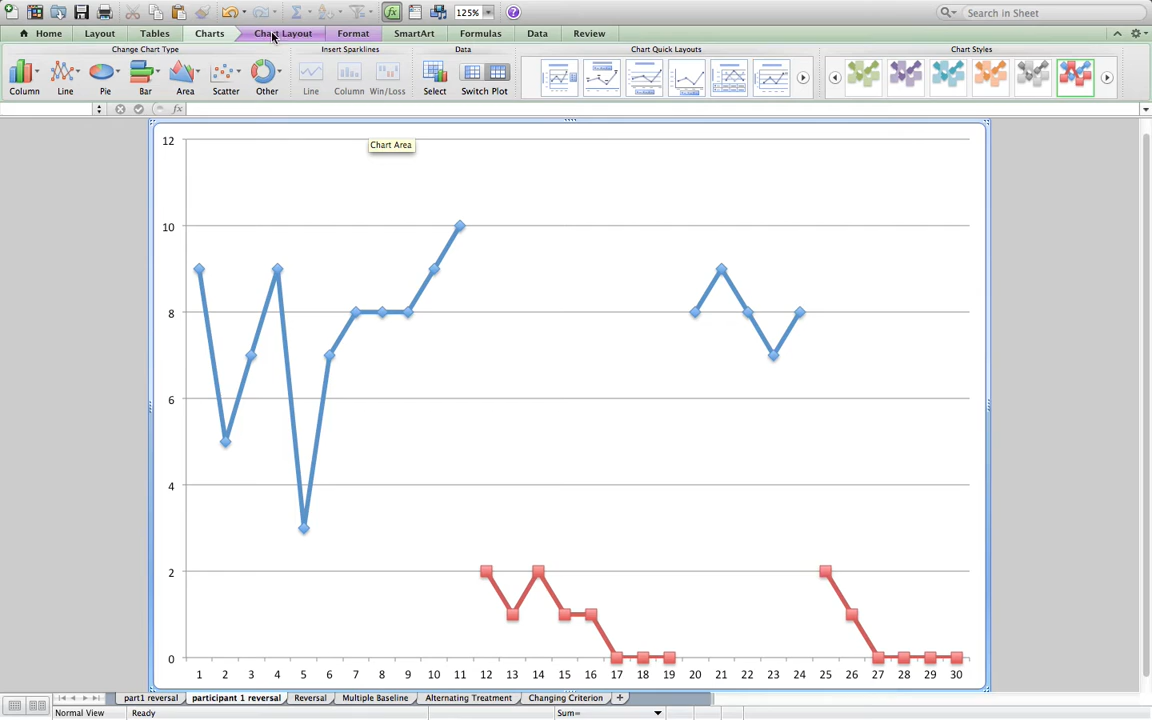 125%
Search in Sheet
Home Layout Tables Charts Chart Layout Format SmartArt Formulas Data Review
Change Chart Type Insert Sparklines Data Chart Quick Layouts Chart Styles
Column Line Pie Bar Area Scatter Other Line Column Win/Loss Select Switch Plot
fx
Chart Area
12
10
8
6
4
2
0
1 2 3 4 5 6 7 8 9 10 11 12 13 14 15 16 17 18 19 20 21 22 23 24 25 26 27 28 29 30
part1 reversal participant 1 reversal Reversal Multiple Baseline Alternating Treatment Changing Criterion +
Normal View Ready Sum=